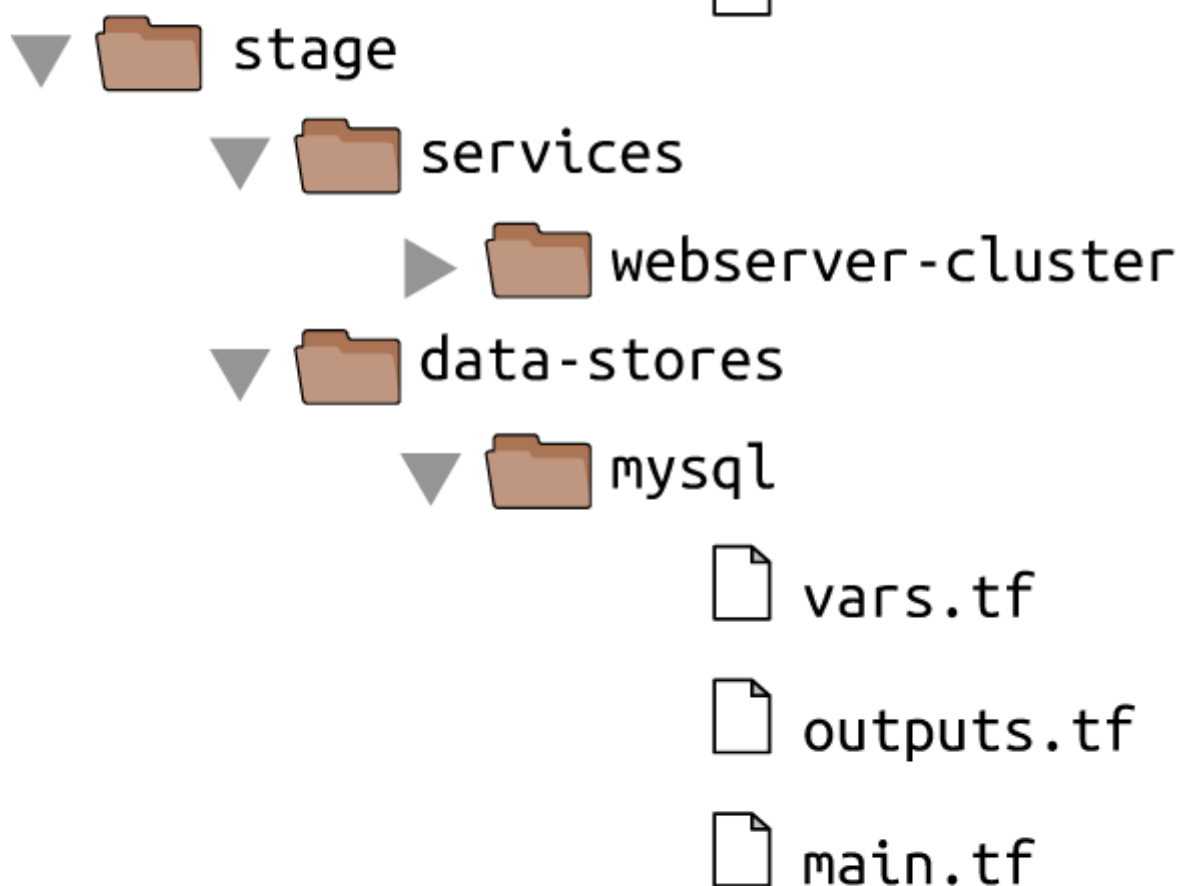 stage
services
webserver-cluster
data-stores
mysql
vars.tf
outputs.tf
main.tf